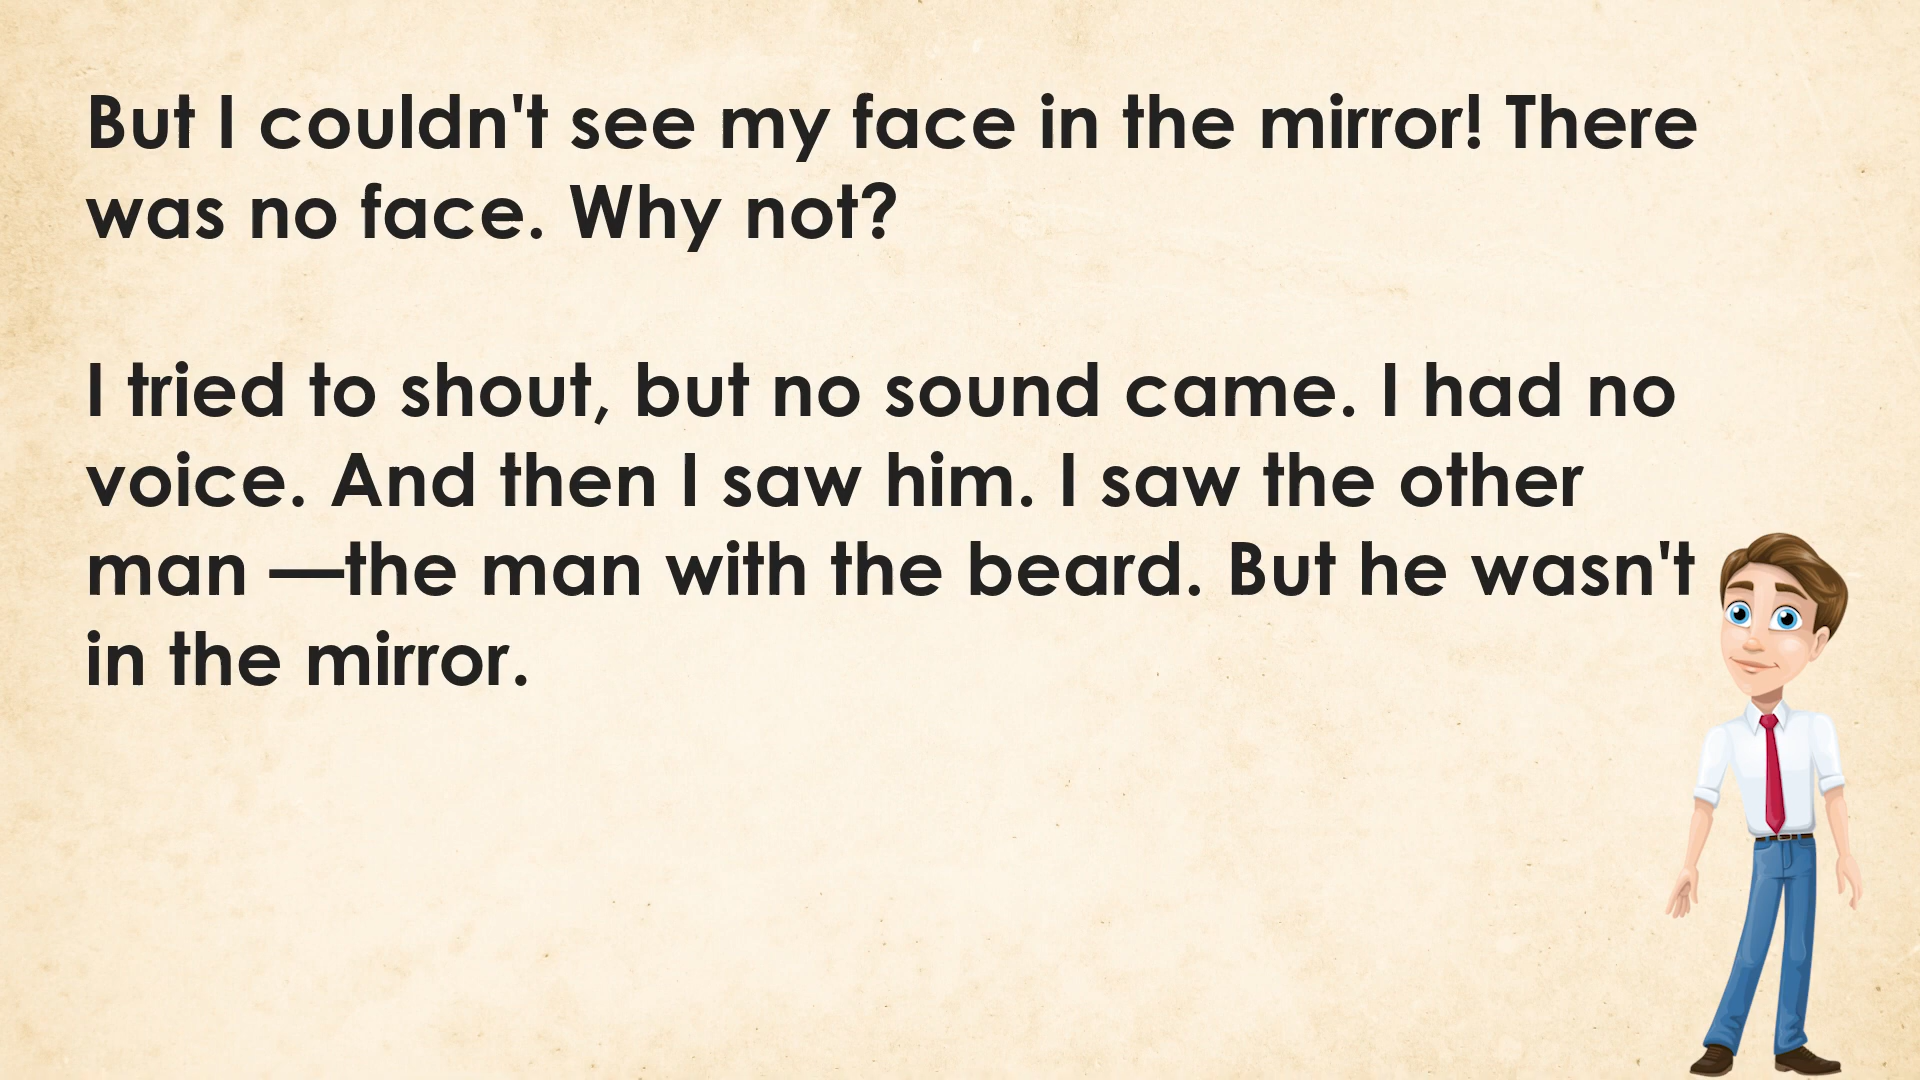 But I couldn't see my face in the mirror! There
was no face. Why not?
I tried to shout, but no sound came. I had no
voice. And then I saw him. I saw the other
man —the man with the beard. But he wasn't
in the mirror.